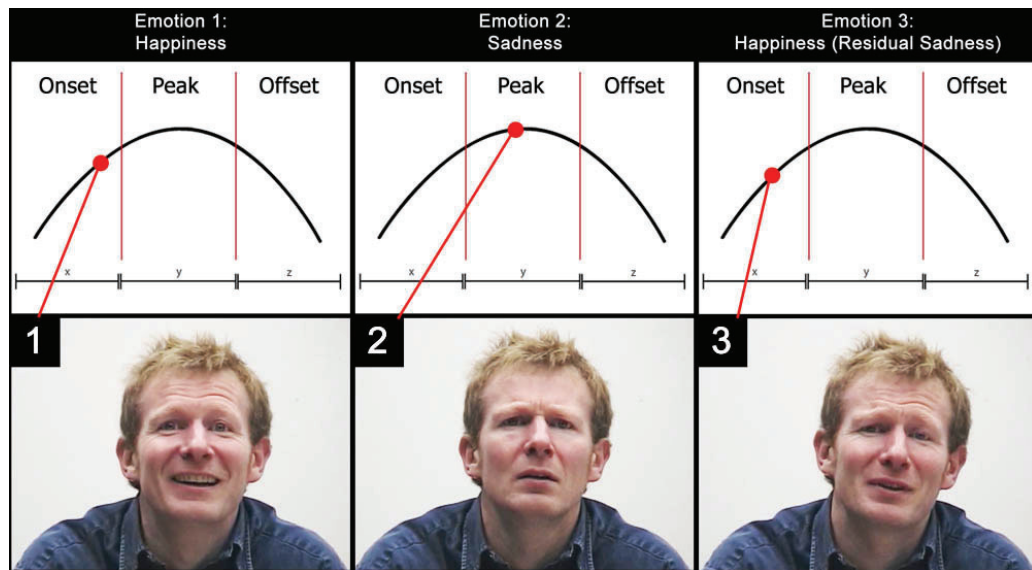 Emotion 1:
Happiness
Emotion 2:
Sadness
Emotion 3:
Happiness (Residual Sadness)
Onset Peak Offset
Onset Peak Offset
Onset Peak Offset
x y z
x y z
x y z
1
2
3